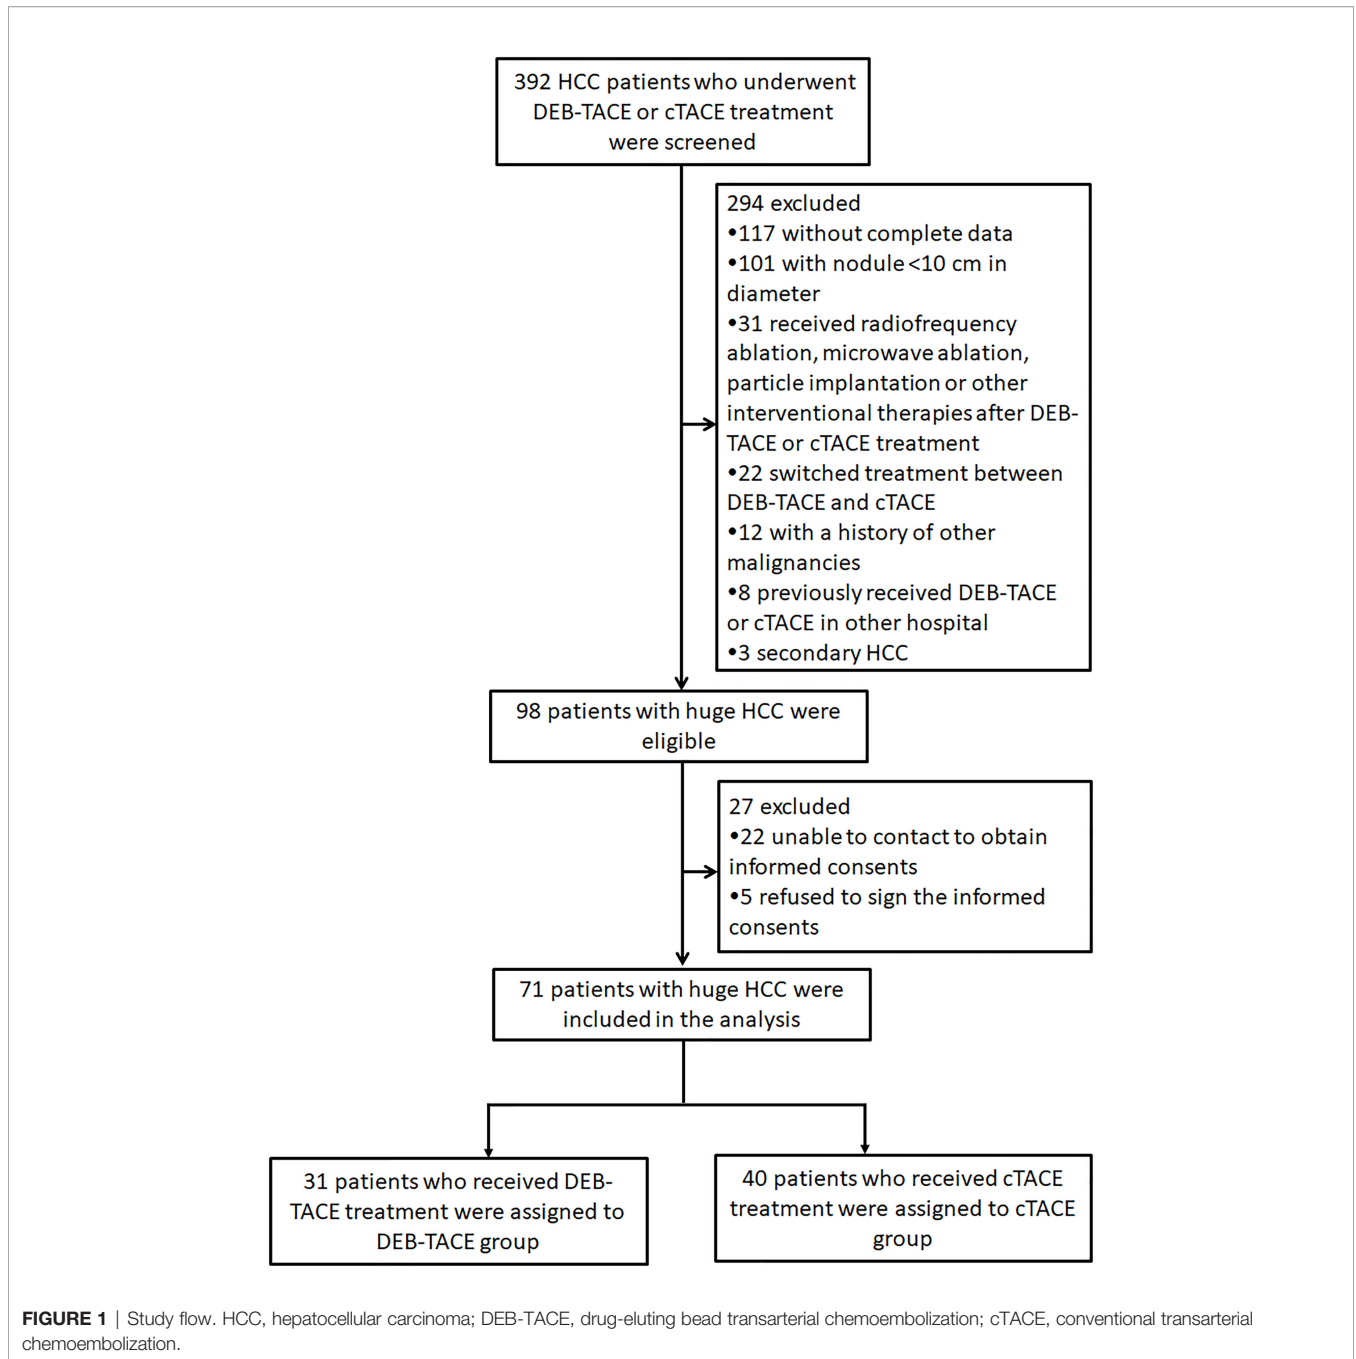 392 HCC patients who underwent
DEB-TACE or cTACE treatment
were screened
294 excluded
•117 without complete data
•101 with nodule <10 cm in
diameter
•31 received radiofrequency
ablation, microwave ablation,
particle implantation or other
interventional therapies after DEB-
TACE or cTACE treatment
•22 switched treatment between
DEB-TACE and cTACE
•12 with a history of other
malignancies
•8 previously received DEB-TACE
or cTACE in other hospital
•3 secondary HCC
98 patients with huge HCC were
eligible
27 excluded
•22 unable to contact to obtain
informed consents
•5 refused to sign the informed
consents
71 patients with huge HCC were
included in the analysis
31 patients who received DEB-
TACE treatment were assigned to
DEB-TACE group
40 patients who received cTACE
treatment were assigned to cTACE
group
FIGURE 1 | Study flow. HCC, hepatocellular carcinoma; DEB-TACE, drug-eluting bead transarterial chemoembolization; cTACE, conventional transarterial
chemoembolization.